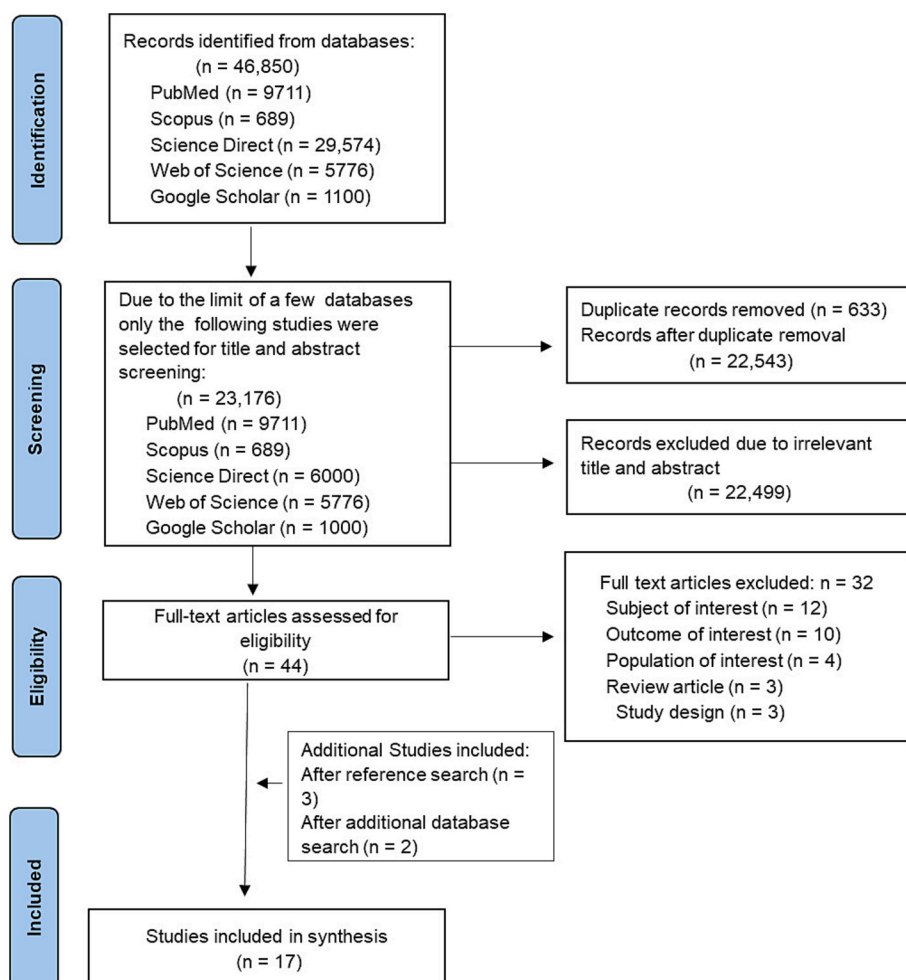 Identification
Records identified from databases:
(n = 46,850)
PubMed (n = 9711)
Scopus (n = 689)
Science Direct (n = 29,574)
Web of Science (n = 5776)
Google Scholar (n = 1100)
Screening
Due to the limit of a few databases
only the following studies were
selected for title and abstract
screening:
(n = 23,176)
PubMed (n = 9711)
Scopus (n = 689)
Science Direct (n = 6000)
Web of Science (n = 5776)
Google Scholar (n = 1000)
Duplicate records removed (n = 633)
Records after duplicate removal
(n = 22,543)
Records excluded due to irrelevant
title and abstract
(n = 22,499)
Eligibility
Full-text articles assessed for
eligibility
(n = 44)
Full text articles excluded: n = 32
Subject of interest (n = 12)
Outcome of interest (n = 10)
Population of interest (n = 4)
Review article (n = 3)
Study design (n = 3)
Additional Studies included:
After reference search (n =
3)
After additional database
search (n = 2)
Included
Studies included in synthesis
(n = 17)